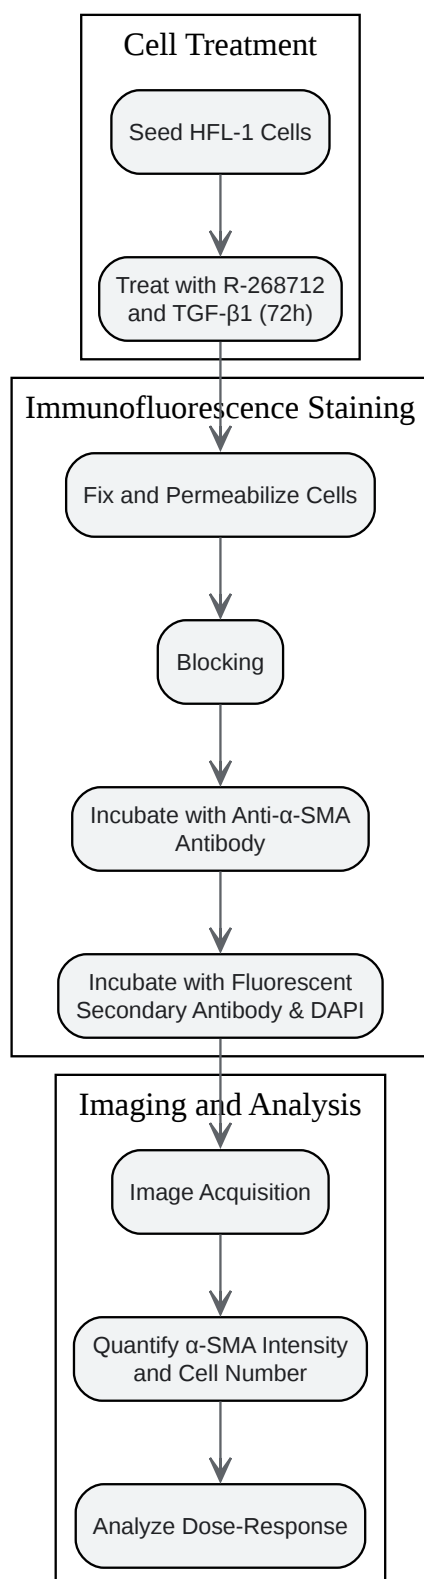 Cell Treatment
Seed HFL-1 Cells
Treat with R-268712
and TGF-β1 (72h)
Immunofluorescence Staining
Fix and Permeabilize Cells
Blocking
Incubate with Anti-α-SMA
Antibody
Incubate with Fluorescent
Secondary Antibody & DAPI
Imaging and Analysis
Image Acquisition
Quantify α-SMA Intensity
and Cell Number
Analyze Dose-Response